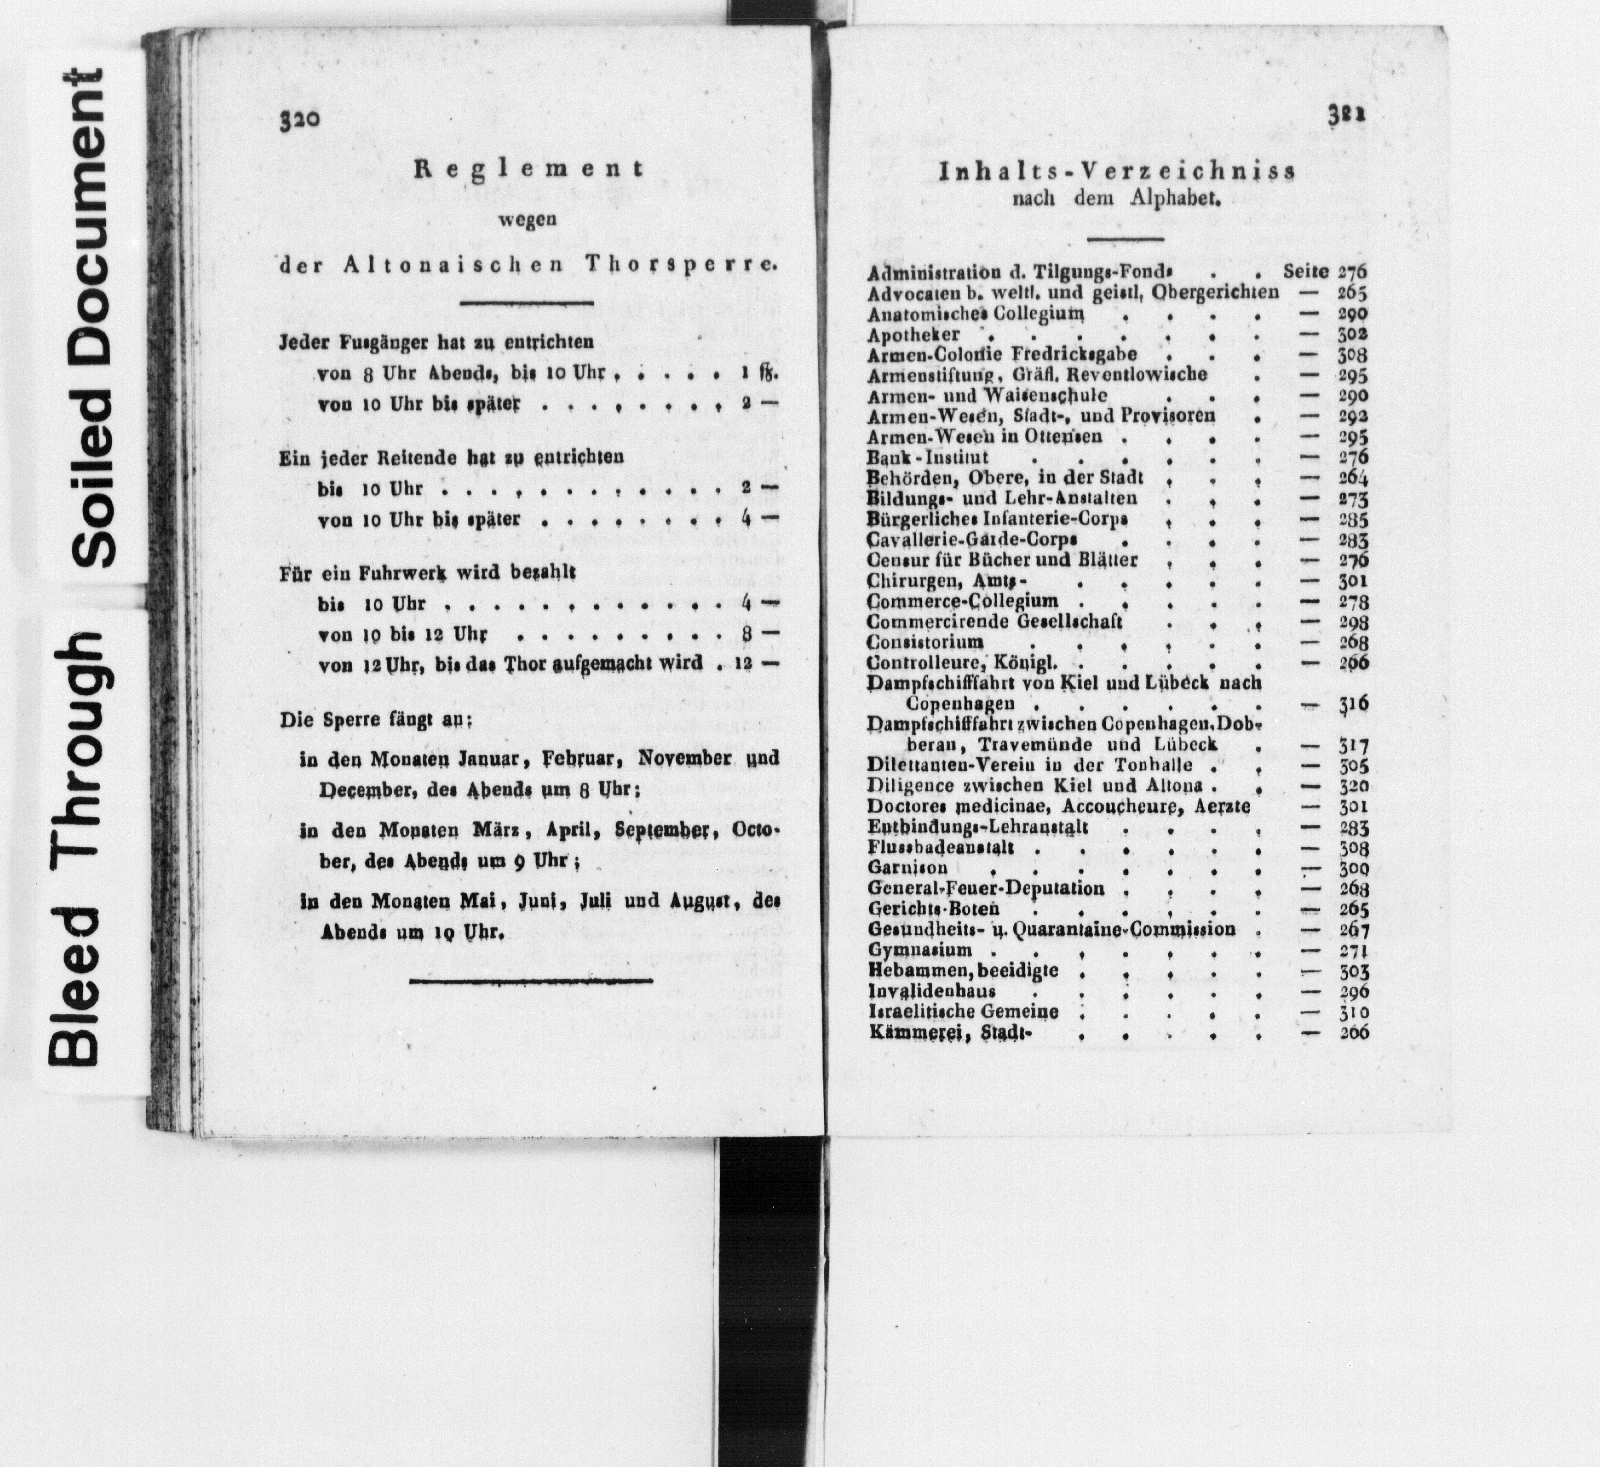 Soiled Document
Bleed Through
320
Reglement
wegen
der Altonaischen Thorsperre.
Jeder Fusgänger hat zu entrichten
von 8 Uhr Abends, bis 10 Uhr . . . . . 1 ß.
von 10 Uhr bis später . . . . . . . . 2 —
Ein jeder Reitende hat zu entrichten
bis 10 Uhr . . . . . . . . . . . . 2 —
von 10 Uhr bis später . . . . . . . . 4 —
Für ein Fuhrwerk wird bezahlt
bis 10 Uhr . . . . . . . . . . . . 4 —
von 10 bis 12 Uhr . . . . . . . . . 8 —
von 12 Uhr, bis das Thor aufgemacht wird . 12 —
Die Sperre fängt an:
in den Monaten Januar, Februar, November und
December, des Abends um 8 Uhr;
in den Monaten März, April, September, Octo-
ber, des Abends um 9 Uhr;
in den Monaten Mai, Juni, Juli und August, des
Abends um 10 Uhr.
321
Inhalts-Verzeichniss
nach dem Alphabet.
Administration d. Tilgungs-Fonds . . Seite 276
Advocaten b. weltl. und geistl. Obergerichten — 265
Anatomisches Collegium . . . . — 290
Apotheker . . . . . . . — 302
Armen-Colonie Fredricksgabe . . . — 308
Armenstiftung, Gräfl. Reventlowische . — 295
Armen- und Waisenschule . . . — 290
Armen-Wesen, Stadt-, und Provisoren . — 292
Armen-Wesen in Ottensen . . . . — 295
Bank-Institut . . . . . . — 276
Behörden, Obere, in der Stadt . . . — 264
Bildungs- und Lehr-Anstalten . . . — 273
Bürgerliches Infanterie-Corps . . . — 285
Cavallerie-Garde-Corps . . . . — 283
Censur für Bücher und Blätter . . . — 276
Chirurgen, Amts- . . . . . — 301
Commerce-Collegium . . . . . — 278
Commercirende Gesellschaft . . . — 298
Consistorium . . . . . . — 268
Controlleure, Königl. . . . . . — 266
Dampfschifffahrt von Kiel und Lübeck nach
Copenhagen . . . . . . — 316
Dampfschifffahrt zwischen Copenhagen, Dob-
beran, Travemünde und Lübeck . — 317
Dilettanten-Verein in der Tonhalle . . — 305
Diligence zwischen Kiel und Altona . . — 320
Doctores medicinae, Accoucheure, Aerzte — 301
Entbindungs-Lehranstalt . . . . — 283
Flussbadeanstalt . . . . . . — 308
Garnison . . . . . . . — 309
General-Feuer-Deputation . . . . — 268
Gerichts-Boten . . . . . . — 265
Gesundheits- u. Quarantaine-Commission . — 267
Gymnasium . . . . . . . — 271
Hebammen, beeidigte . . . . . — 303
Invalidenhaus . . . . . . — 296
Israelitische Gemeine . . . . . — 310
Kämmerei, Stadt- . . . . . — 266